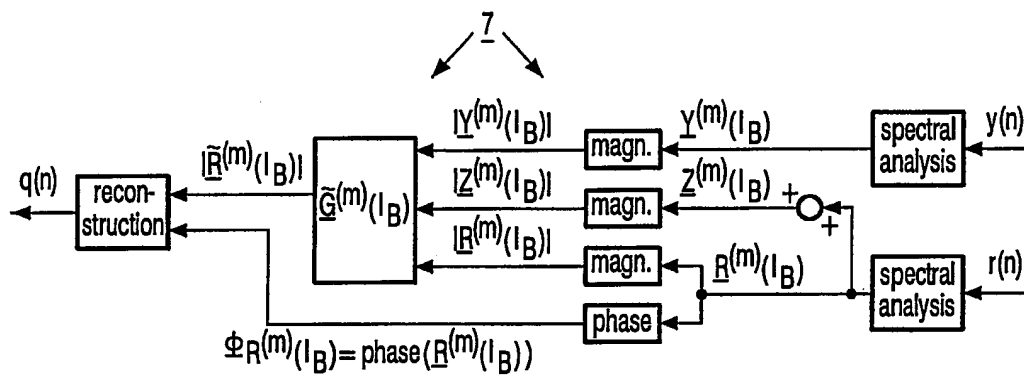 7
|Y^(m)(l_B)|
Y^(m)(l_B)
spectral
analysis
y(n)
magn.
|R̃^(m)(l_B)|
|Z^(m)(l_B)|
Z^(m)(l_B)
+
+
magn.
q(n)
recon-
struction
G̃^(m)(l_B)
|R^(m)(l_B)|
magn.
R^(m)(l_B)
spectral
analysis
r(n)
phase
Φ_R^(m)(l_B)=phase(R^(m)(l_B))